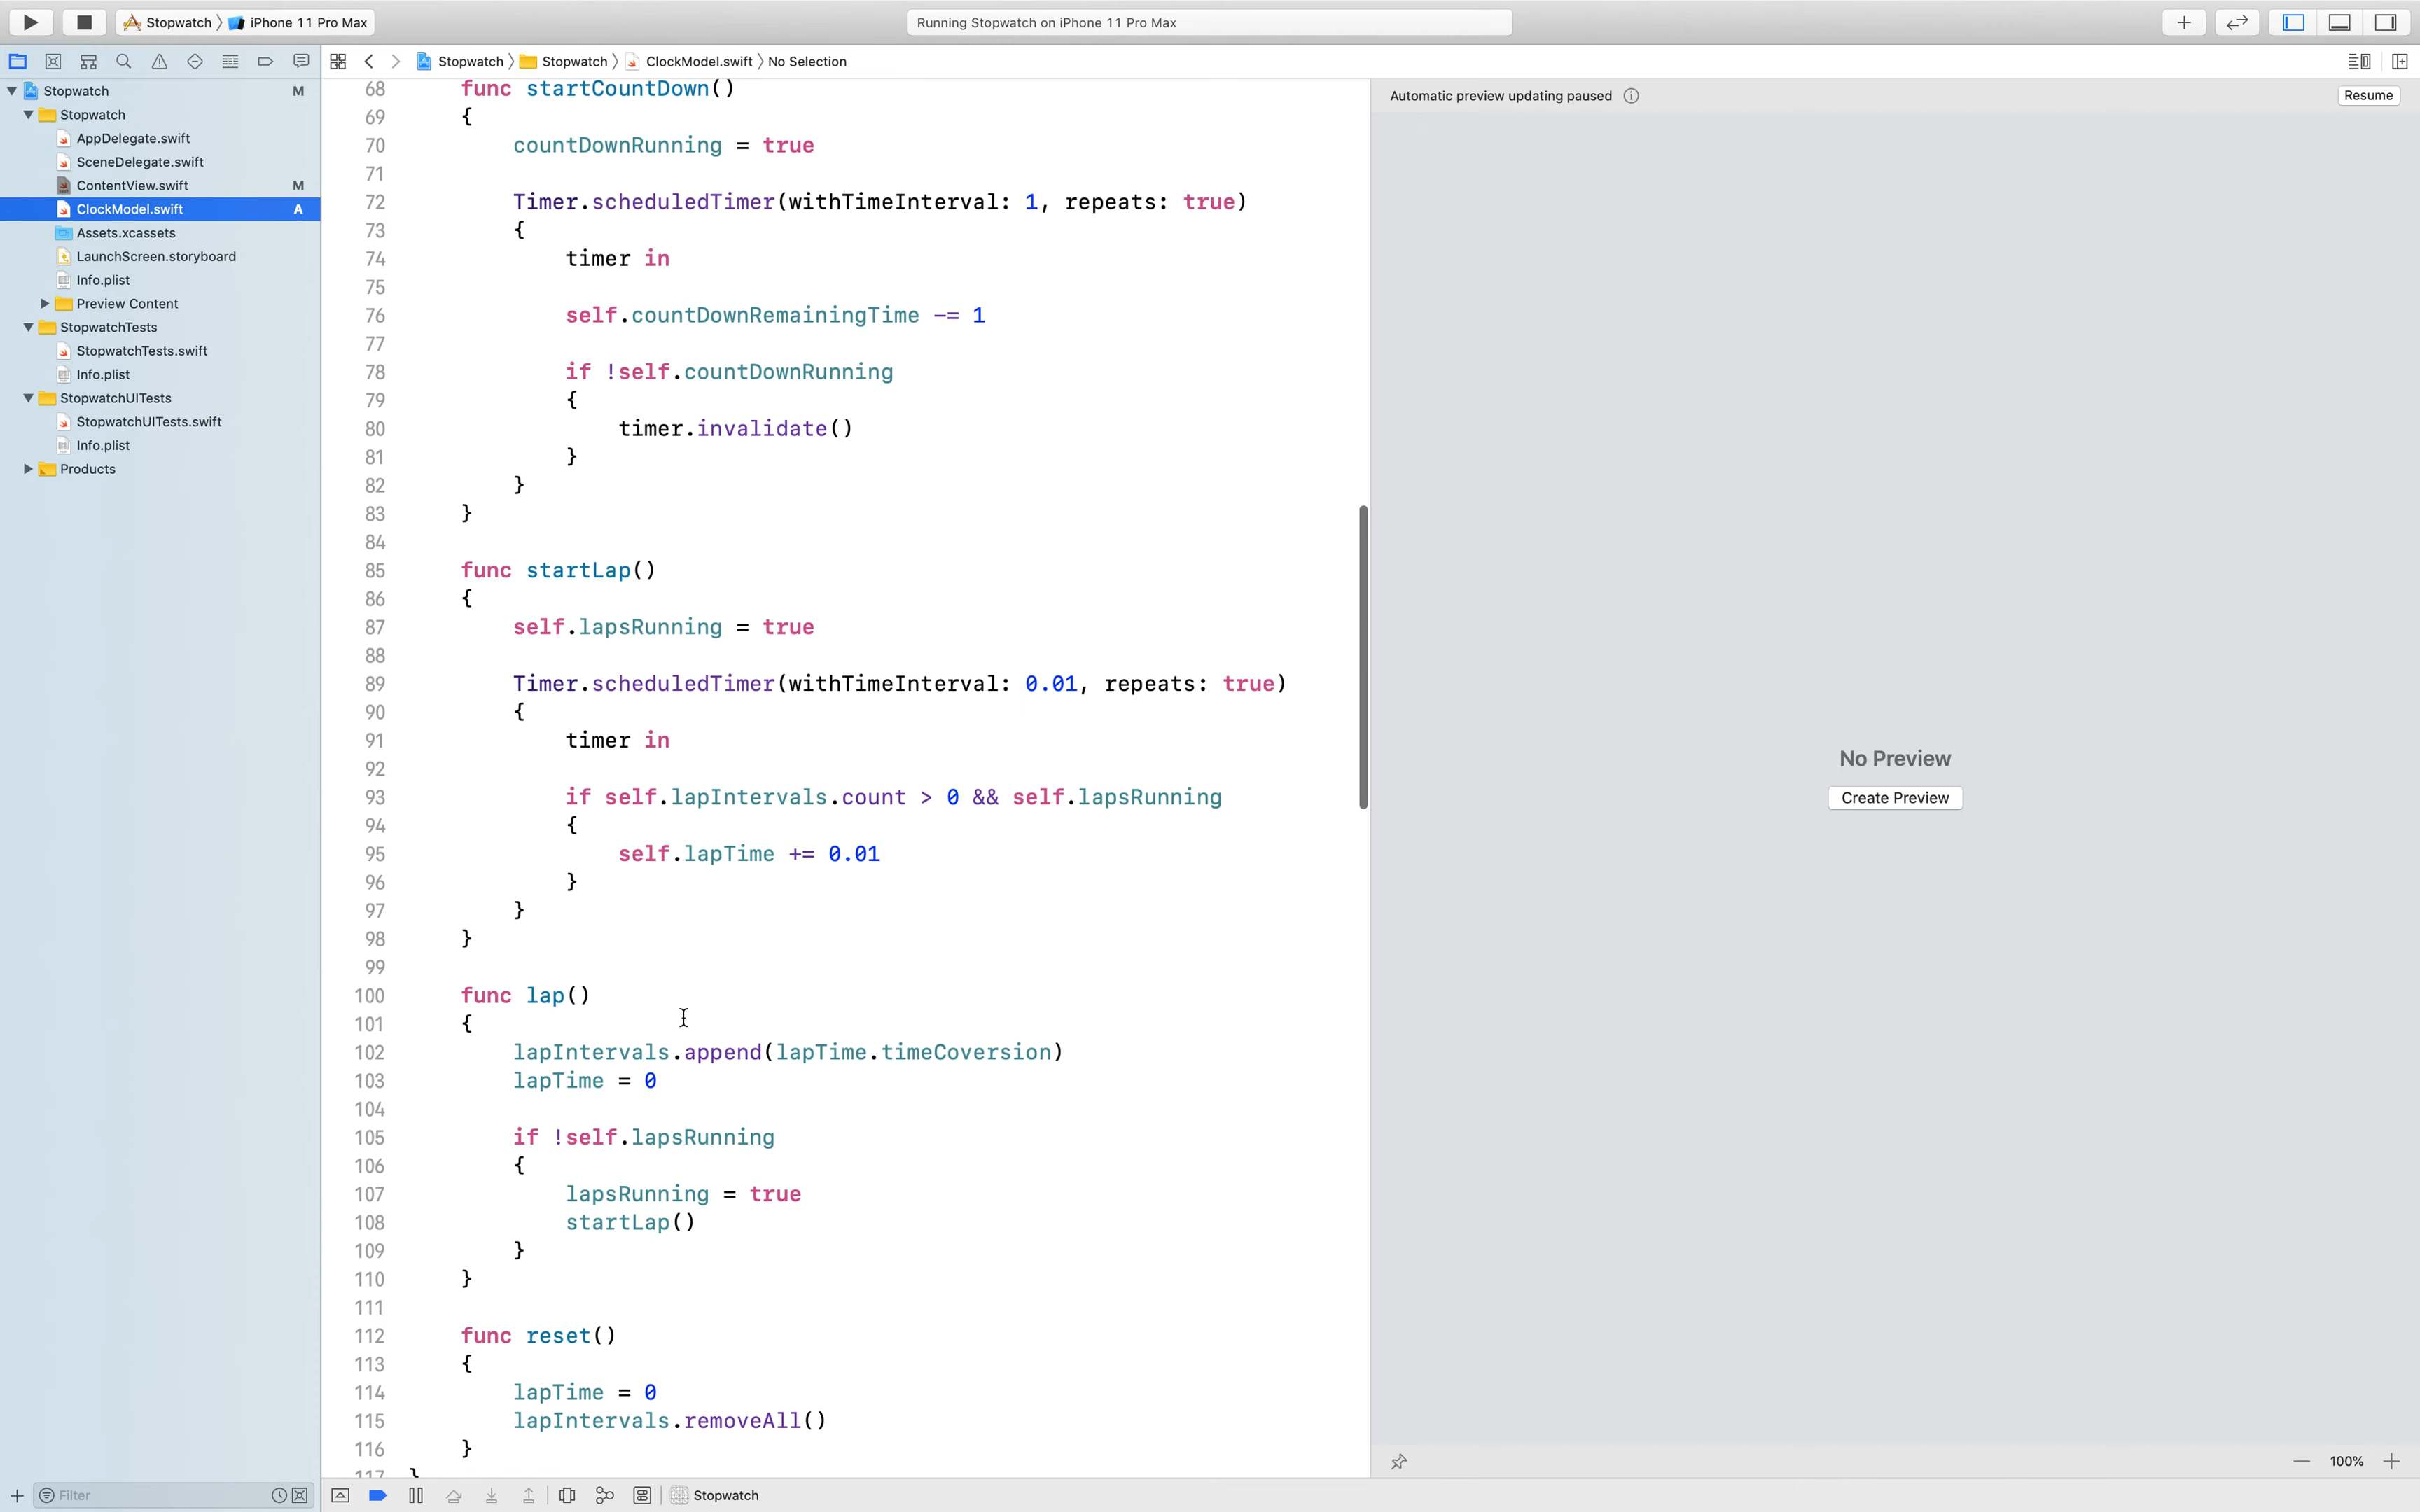 Stopwatch 〉 iPhone 11 Pro Max
Running Stopwatch on iPhone 11 Pro Max
Stopwatch 〉 Stopwatch 〉 ClockModel.swift 〉 No Selection
Stopwatch M
Stopwatch
AppDelegate.swift
SceneDelegate.swift
ContentView.swift M
ClockModel.swift A
Assets.xcassets
LaunchScreen.storyboard
Info.plist
Preview Content
StopwatchTests
StopwatchTests.swift
Info.plist
StopwatchUITests
StopwatchUITests.swift
Info.plist
Products
Filter
68 func startCountDown()
69 {
70 countDownRunning = true
71
72 Timer.scheduledTimer(withTimeInterval: 1, repeats: true)
73 {
74 timer in
75
76 self.countDownRemainingTime -= 1
77
78 if !self.countDownRunning
79 {
80 timer.invalidate()
81 }
82 }
83 }
84
85 func startLap()
86 {
87 self.lapsRunning = true
88
89 Timer.scheduledTimer(withTimeInterval: 0.01, repeats: true)
90 {
91 timer in
92
93 if self.lapIntervals.count > 0 && self.lapsRunning
94 {
95 self.lapTime += 0.01
96 }
97 }
98 }
99
100 func lap()
101 {
102 lapIntervals.append(lapTime.timeCoversion)
103 lapTime = 0
104
105 if !self.lapsRunning
106 {
107 lapsRunning = true
108 startLap()
109 }
110 }
111
112 func reset()
113 {
114 lapTime = 0
115 lapIntervals.removeAll()
116 }
117 }
Automatic preview updating paused
Resume
No Preview
Create Preview
100%
Stopwatch